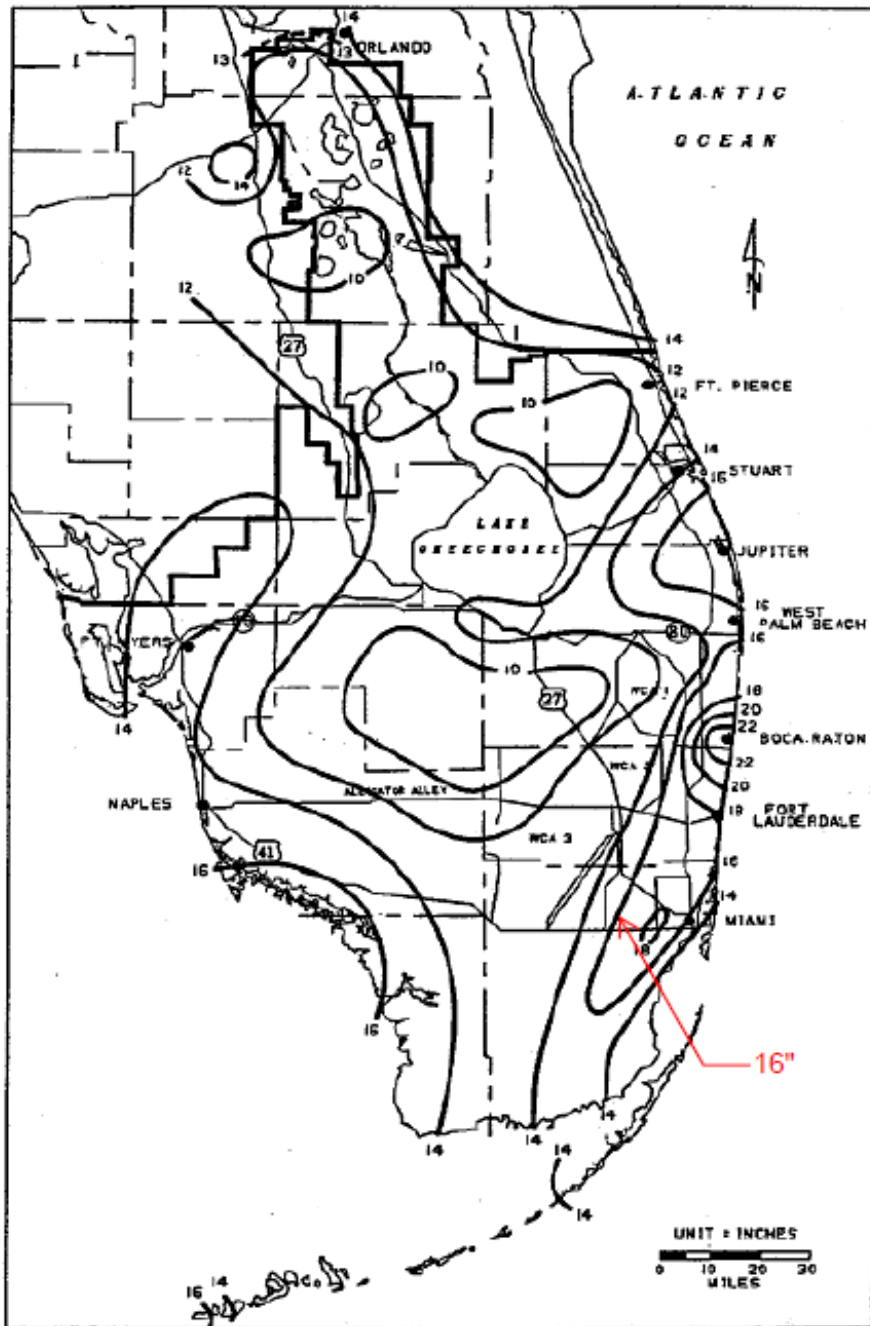 14
13
13
ORLANDO
ATLANTIC
OCEAN
12
14
N
10
12
27
14
12
10
FT. PIERCE
12
10
14
STUART
16
LAKE
OKEECHOBEE
JUPITER
16
WEST
PALM BEACH
80
16
10
27
WCA 1
18
20
22
BOCA RATON
14
WCA 2
22
20
ALLIGATOR ALLEY
NAPLES
18
FORT
LAUDERDALE
WCA 3
41
16
16
14
MIAMI
18
16
16"
14
14
14
14
14
UNIT = INCHES
0 10 20 30
MILES
14
16